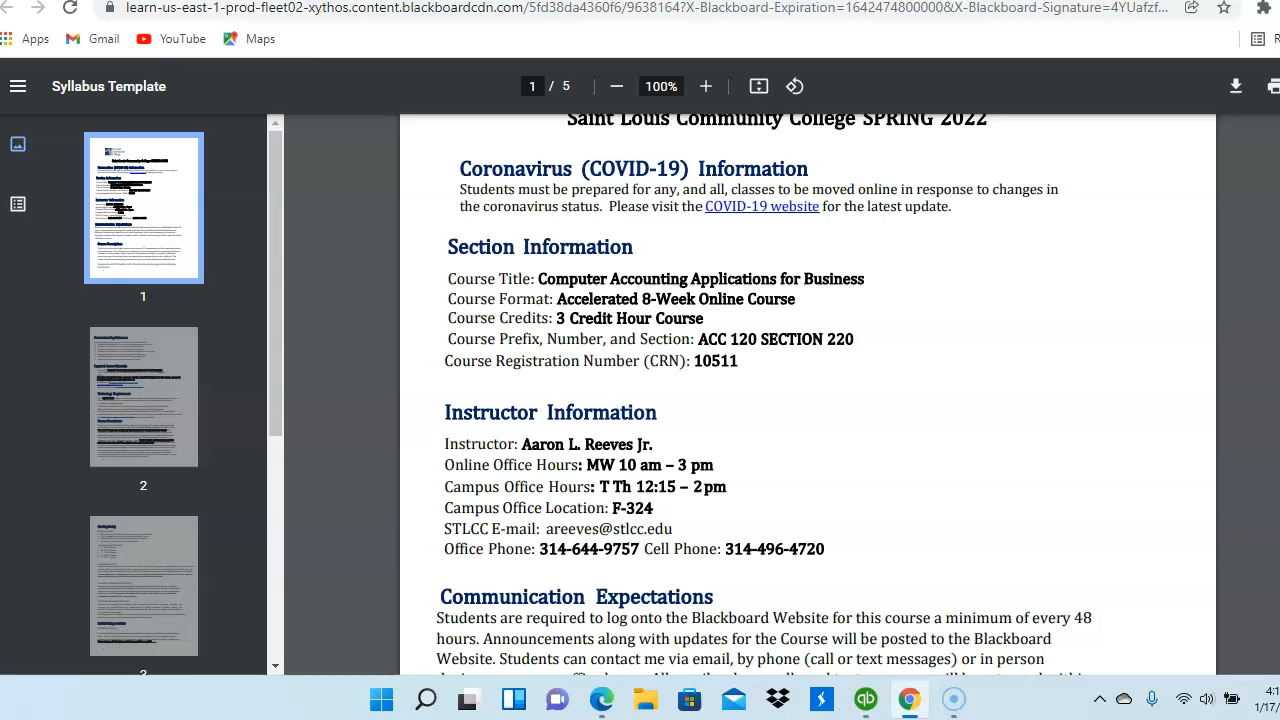 learn-us-east-1-prod-fleet02-xythos.content.blackboardcdn.com/5fd38da4360f6/9638164?X-Blackboard-Expiration=1642474800000&X-Blackboard-Signature=4YUafzf...
Apps Gmail YouTube Maps R
Syllabus Template 1 / 5 100%
Saint Louis Community College SPRING 2022
Coronavirus (COVID-19) Information
Students must be prepared for any, and all, classes to be moved online in response to changes in
the coronavirus status. Please visit the COVID-19 website for the latest update.
Section Information
Course Title: Computer Accounting Applications for Business
Course Format: Accelerated 8-Week Online Course
Course Credits: 3 Credit Hour Course
Course Prefix, Number, and Section: ACC 120 SECTION 220
Course Registration Number (CRN): 10511
Instructor Information
Instructor: Aaron L. Reeves Jr.
Online Office Hours: MW 10 am – 3 pm
Campus Office Hours: T Th 12:15 – 2 pm
Campus Office Location: F-324
STLCC E-mail: areeves@stlcc.edu
Office Phone: 314-644-9757 Cell Phone: 314-496-4720
Communication Expectations
Students are required to log onto the Blackboard Website for this course a minimum of every 48
hours. Announcements along with updates for the Course will be posted to the Blackboard
Website. Students can contact me via email, by phone (call or text messages) or in person
1
2
3
4:1
1/17/